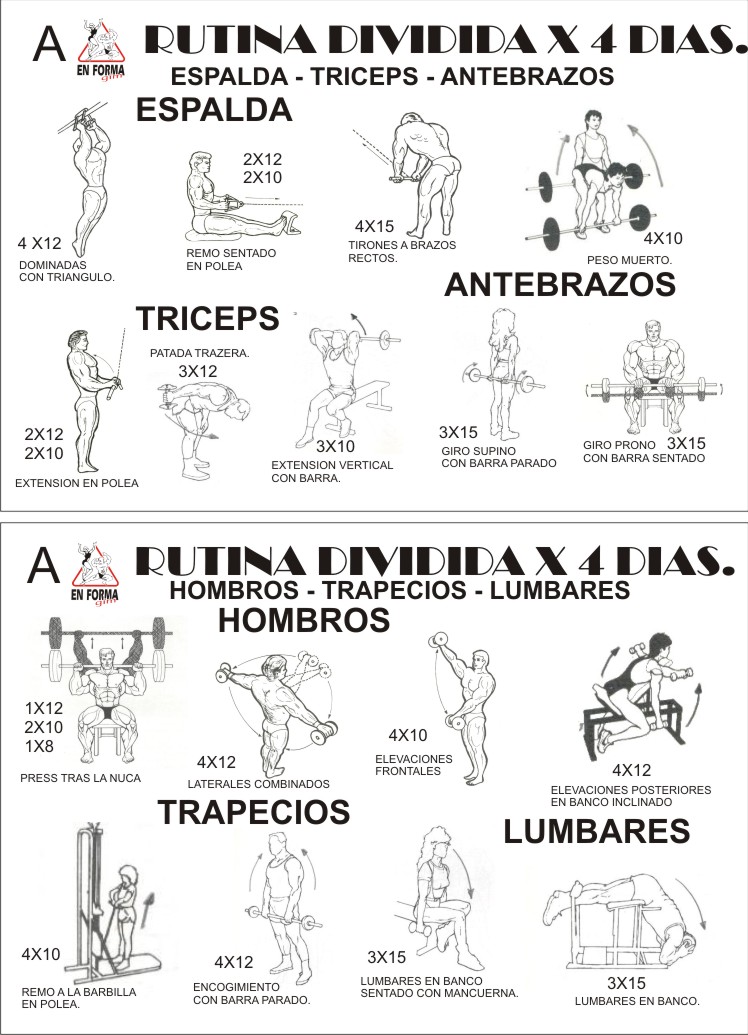 A
EN FORMA
gim
RUTINA DIVIDIDA X 4 DIAS.
ESPALDA - TRICEPS - ANTEBRAZOS
ESPALDA
4 X12
DOMINADAS
CON TRIANGULO.
2X12
2X10
REMO SENTADO
EN POLEA
4X15
TIRONES A BRAZOS
RECTOS.
4X10
PESO MUERTO.
TRICEPS
2X12
2X10
EXTENSION EN POLEA
PATADA TRAZERA.
3X12
3X10
EXTENSION VERTICAL
CON BARRA.
ANTEBRAZOS
3X15
GIRO SUPINO
CON BARRA PARADO
GIRO PRONO 3X15
CON BARRA SENTADO
A
EN FORMA
gim
RUTINA DIVIDIDA X 4 DIAS.
HOMBROS - TRAPECIOS - LUMBARES
HOMBROS
1X12
2X10
1X8
PRESS TRAS LA NUCA
4X12
LATERALES COMBINADOS
4X10
ELEVACIONES
FRONTALES
4X12
ELEVACIONES POSTERIORES
EN BANCO INCLINADO
TRAPECIOS
4X10
REMO A LA BARBILLA
EN POLEA.
4X12
ENCOGIMIENTO
CON BARRA PARADO.
LUMBARES
3X15
LUMBARES EN BANCO
SENTADO CON MANCUERNA.
3X15
LUMBARES EN BANCO.